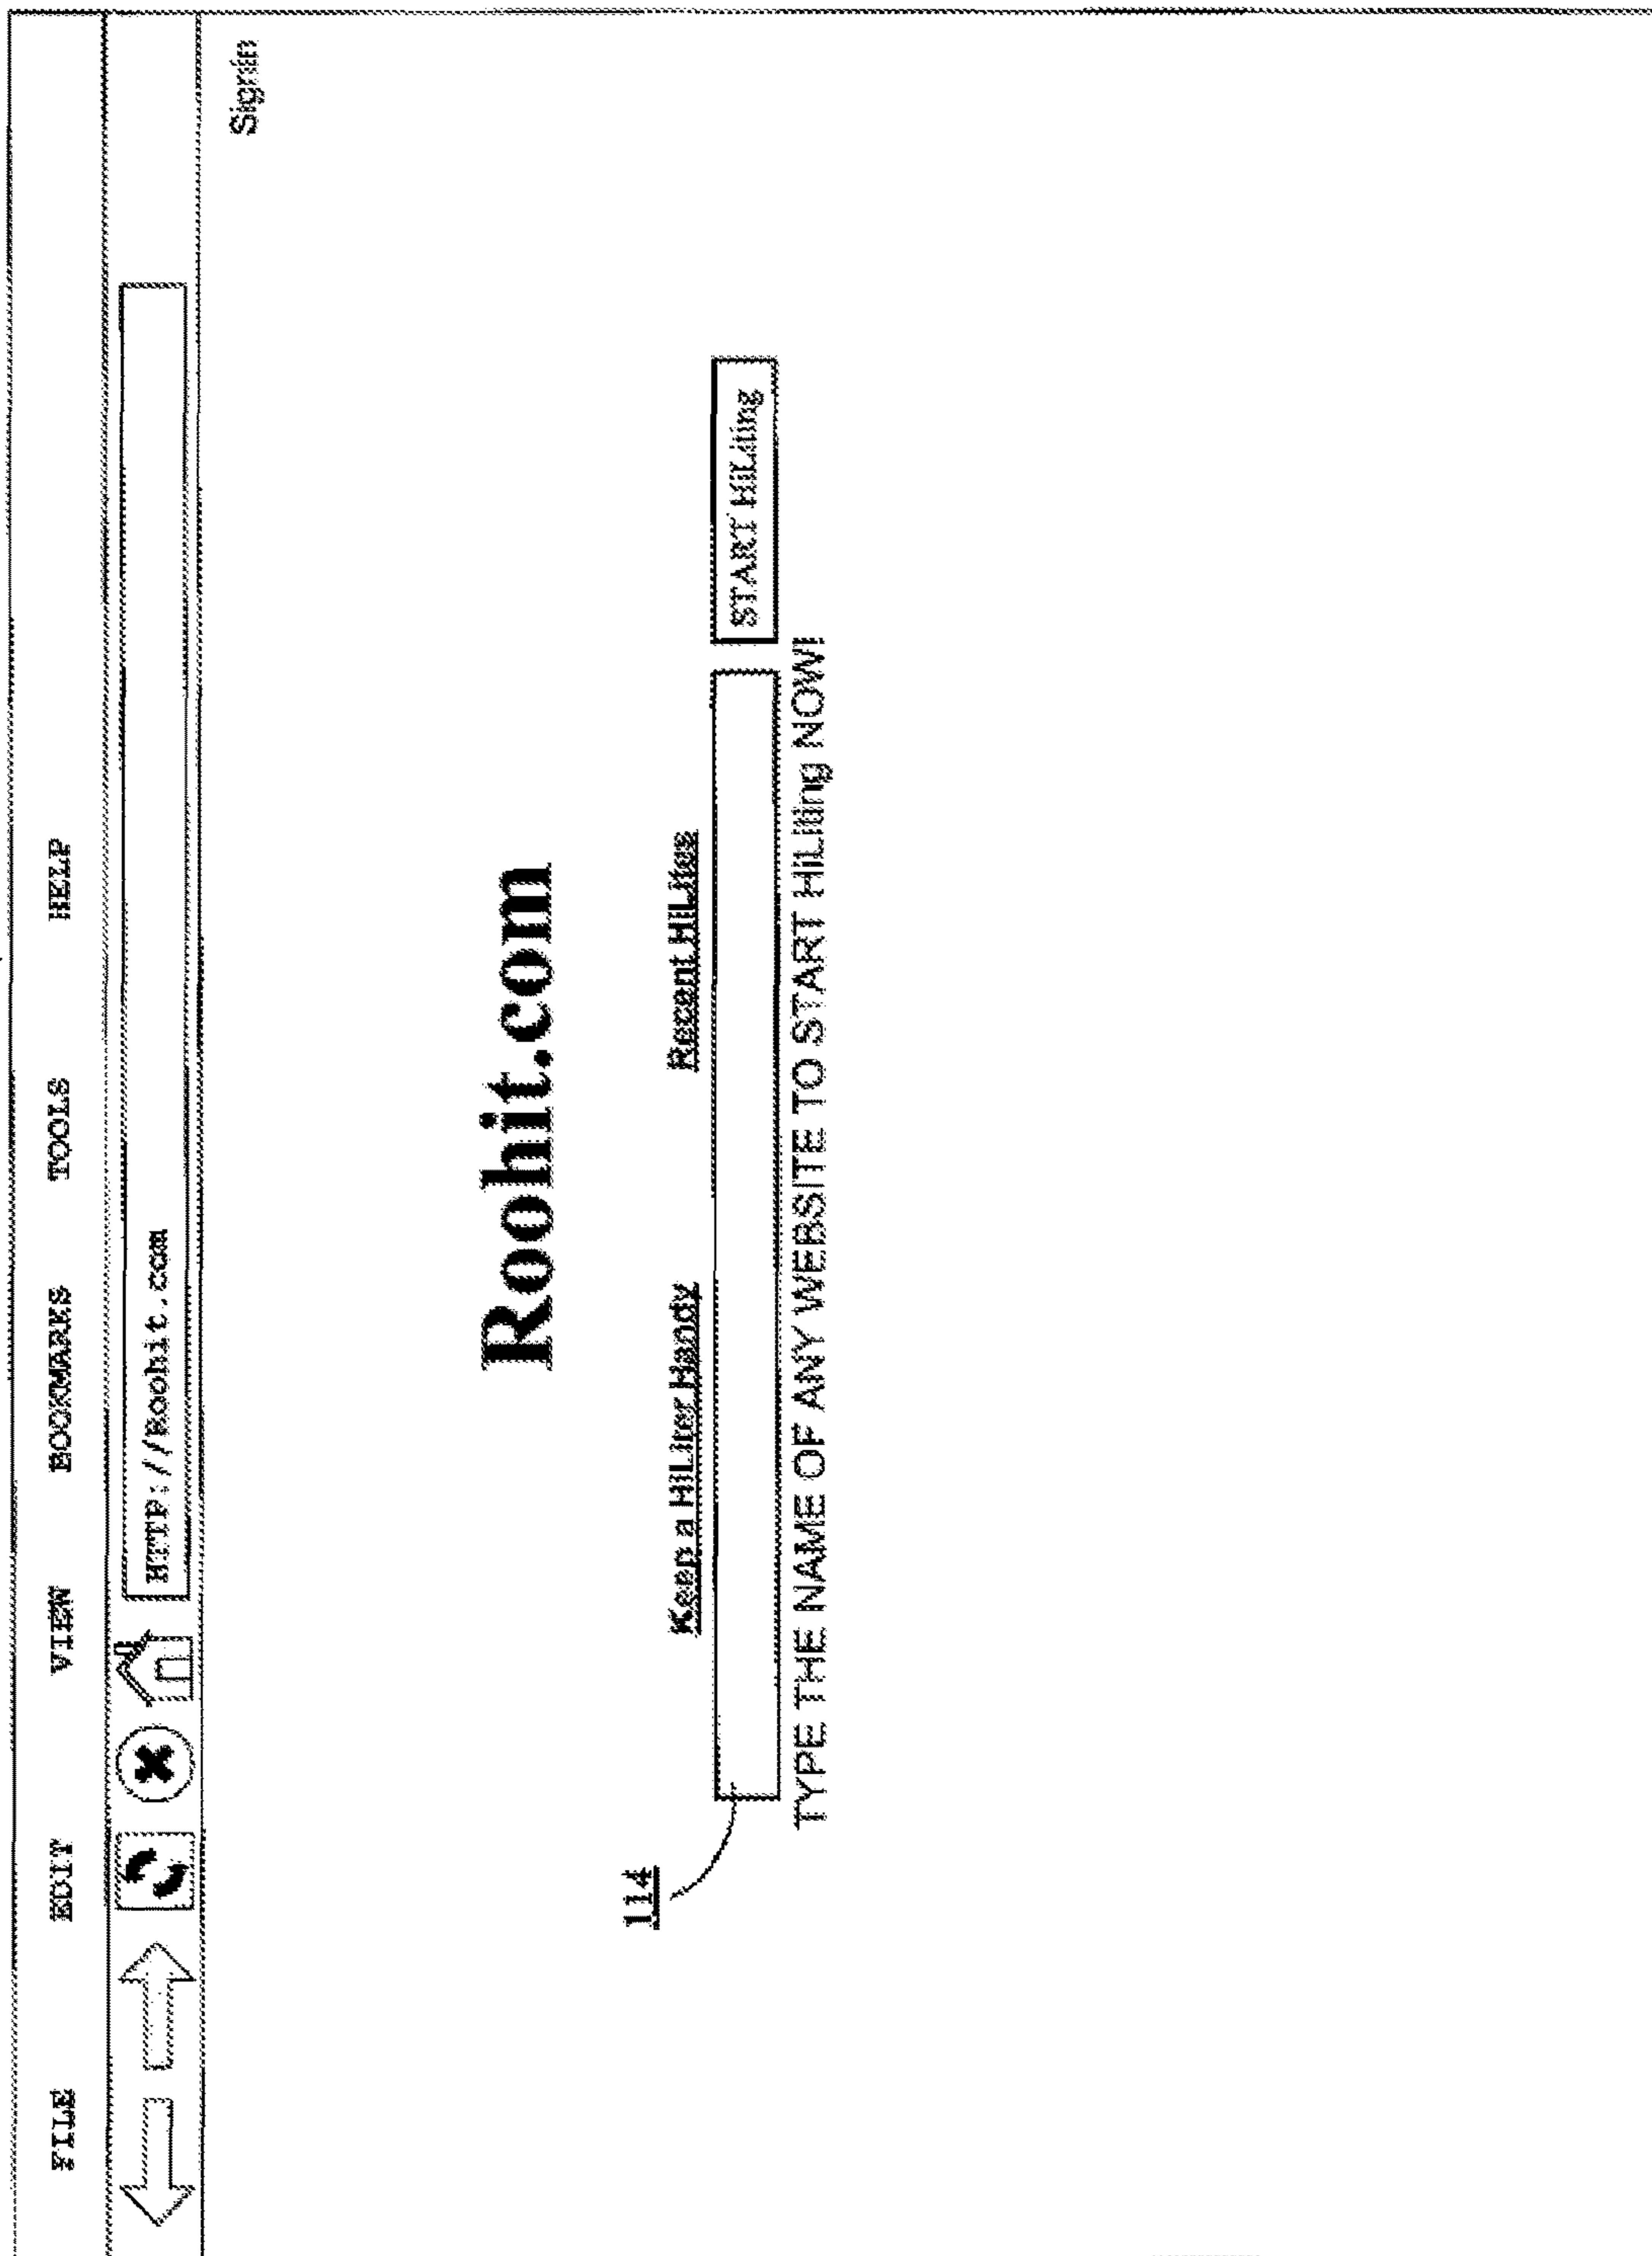 FILE EDIT VIEW BOOKMARKS TOOLS HELP
HTTP://Roohit.com
Signin
Roohit.com
Keep a HiLiter Handy Recent HiLites
114
START HiLiting
TYPE THE NAME OF ANY WEBSITE TO START HiLiting NOW!